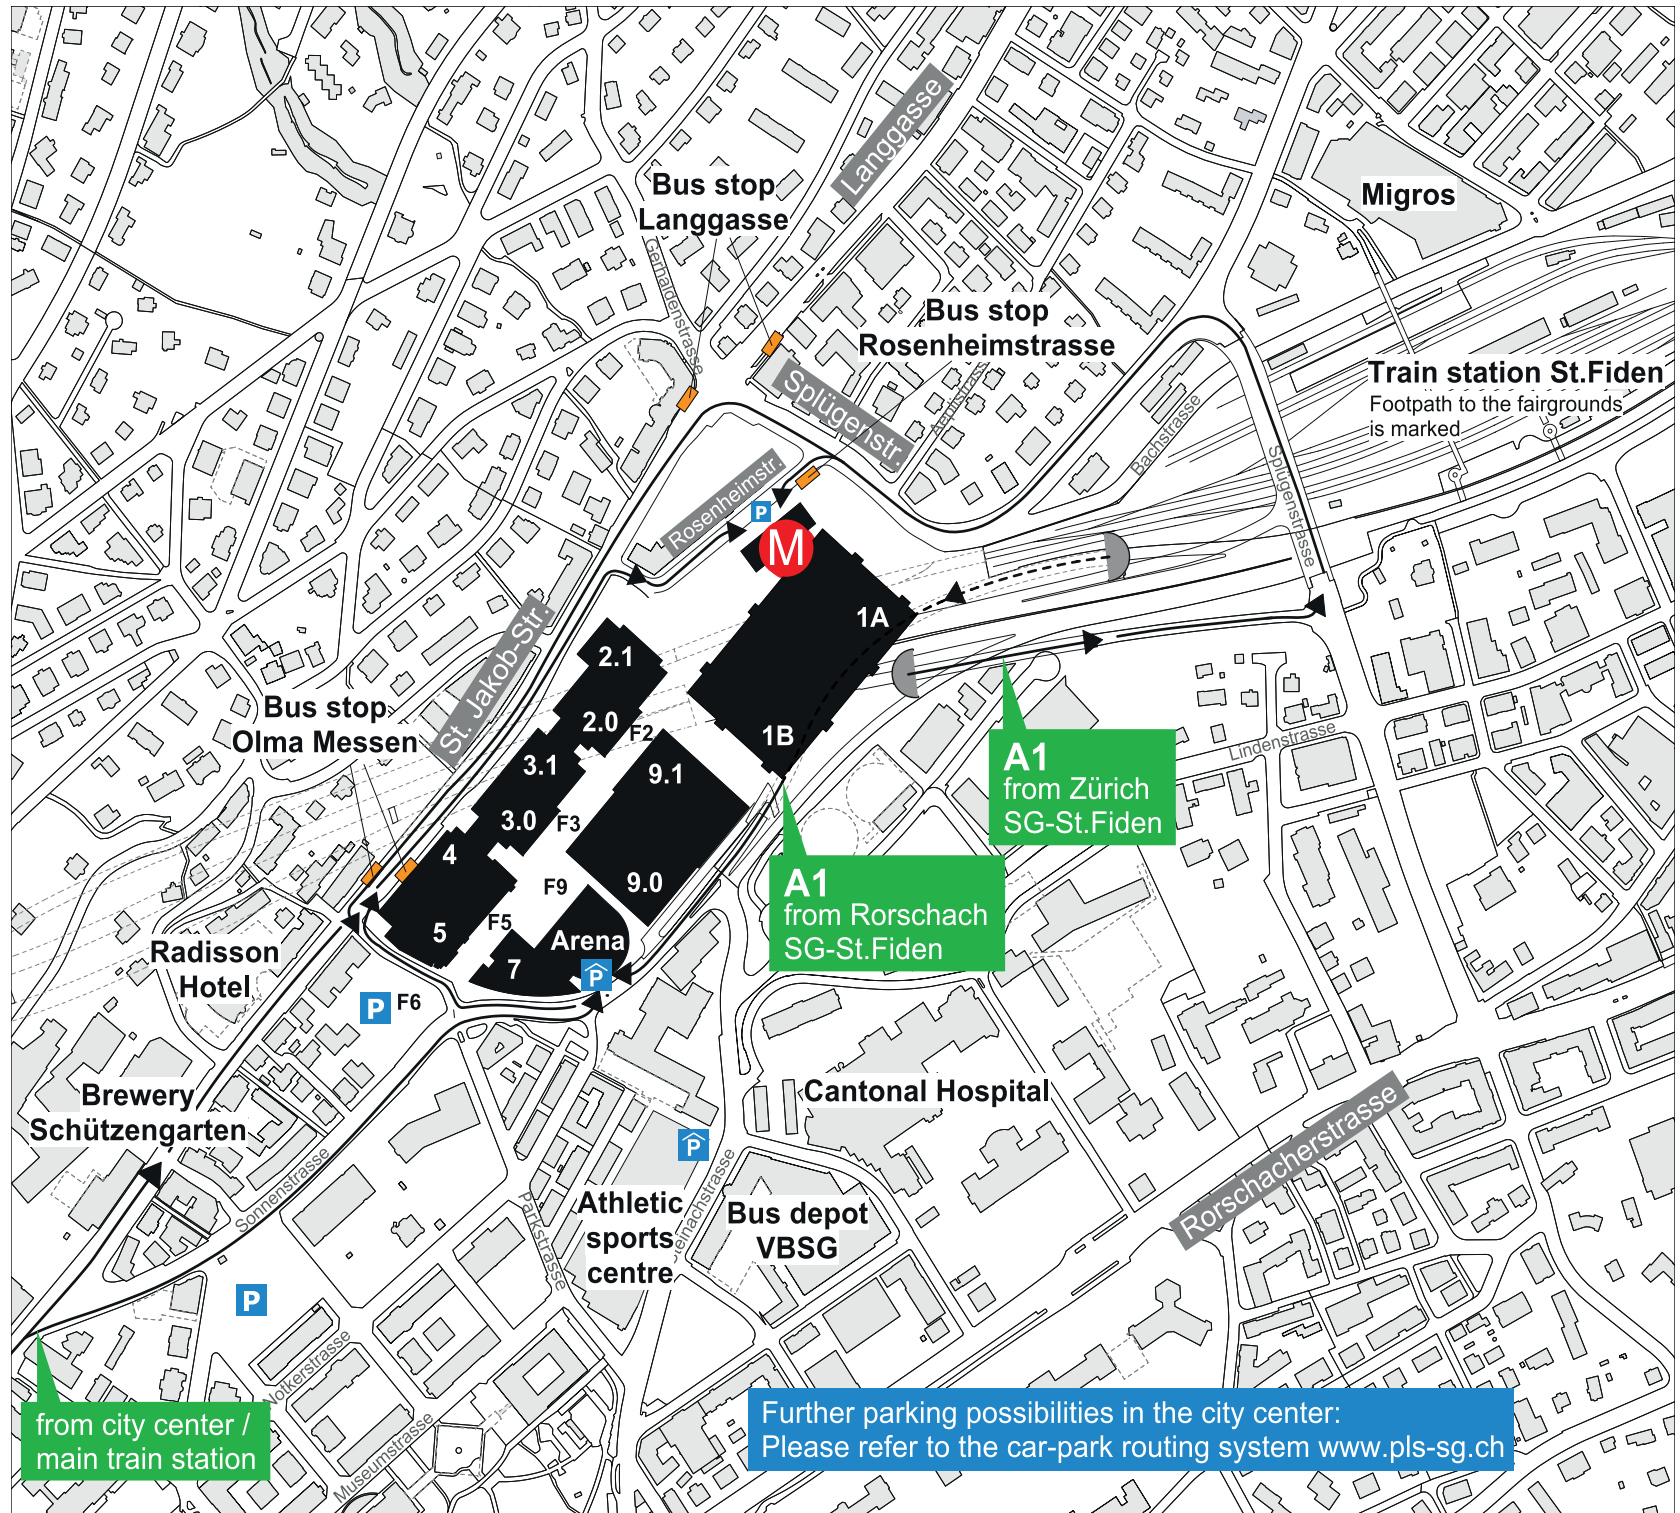 Langgasse
Bus stop
Langgasse
Migros
Gerhaldenstrasse
Bus stop
Rosenheimstrasse
Splügenstr.
Train station St.Fiden
Footpath to the fairgrounds
is marked
Bachstrasse
Splügenstrasse
Rosenheimstr.
P
M
1A
St. Jakob-Str.
2.1
2.0
F2
1B
Bus stop
Olma Messen
3.1
9.1
3.0
F3
4
9.0
F9
5
F5
Arena
7
P
Lindenstrasse
A1
from Zürich
SG-St.Fiden
A1
from Rorschach
SG-St.Fiden
Radisson
Hotel
P
F6
Brewery
Schützengarten
Cantonal Hospital
Rorschacherstrasse
P
Sonnenstrasse
Parkstrasse
Athletic
sports
centre
Bus depot
VBSG
P
Notkerstrasse
Museumstrasse
from city center /
main train station
Further parking possibilities in the city center:
Please refer to the car-park routing system www.pls-sg.ch